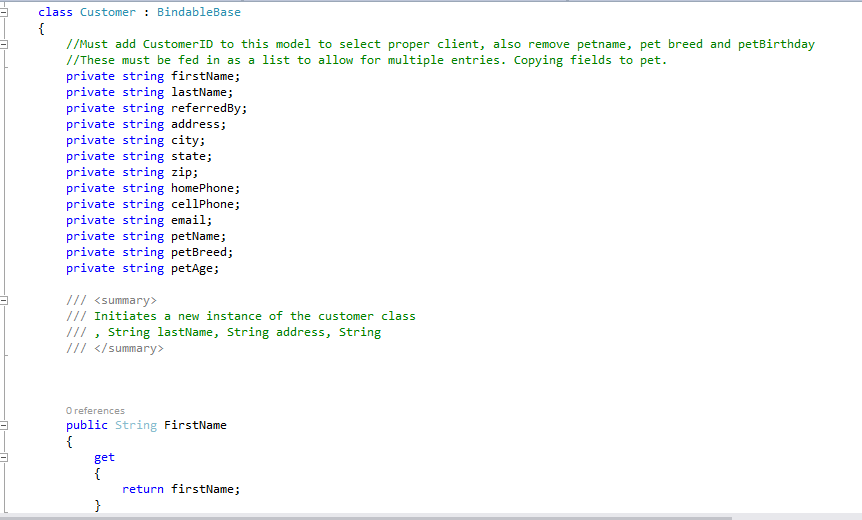 class Customer : BindableBase
{
//Must add CustomerID to this model to select proper client, also remove petname, pet breed and petBirthday
//These must be fed in as a list to allow for multiple entries. Copying fields to pet.
private string firstName;
private string lastName;
private string referredBy;
private string address;
private string city;
private string state;
private string zip;
private string homePhone;
private string cellPhone;
private string email;
private string petName;
private string petBreed;
private string petAge;
/// <summary>
/// Initiates a new instance of the customer class
/// , String lastName, String address, String
/// </summary>
0 references
public String FirstName
{
get
{
return firstName;
}